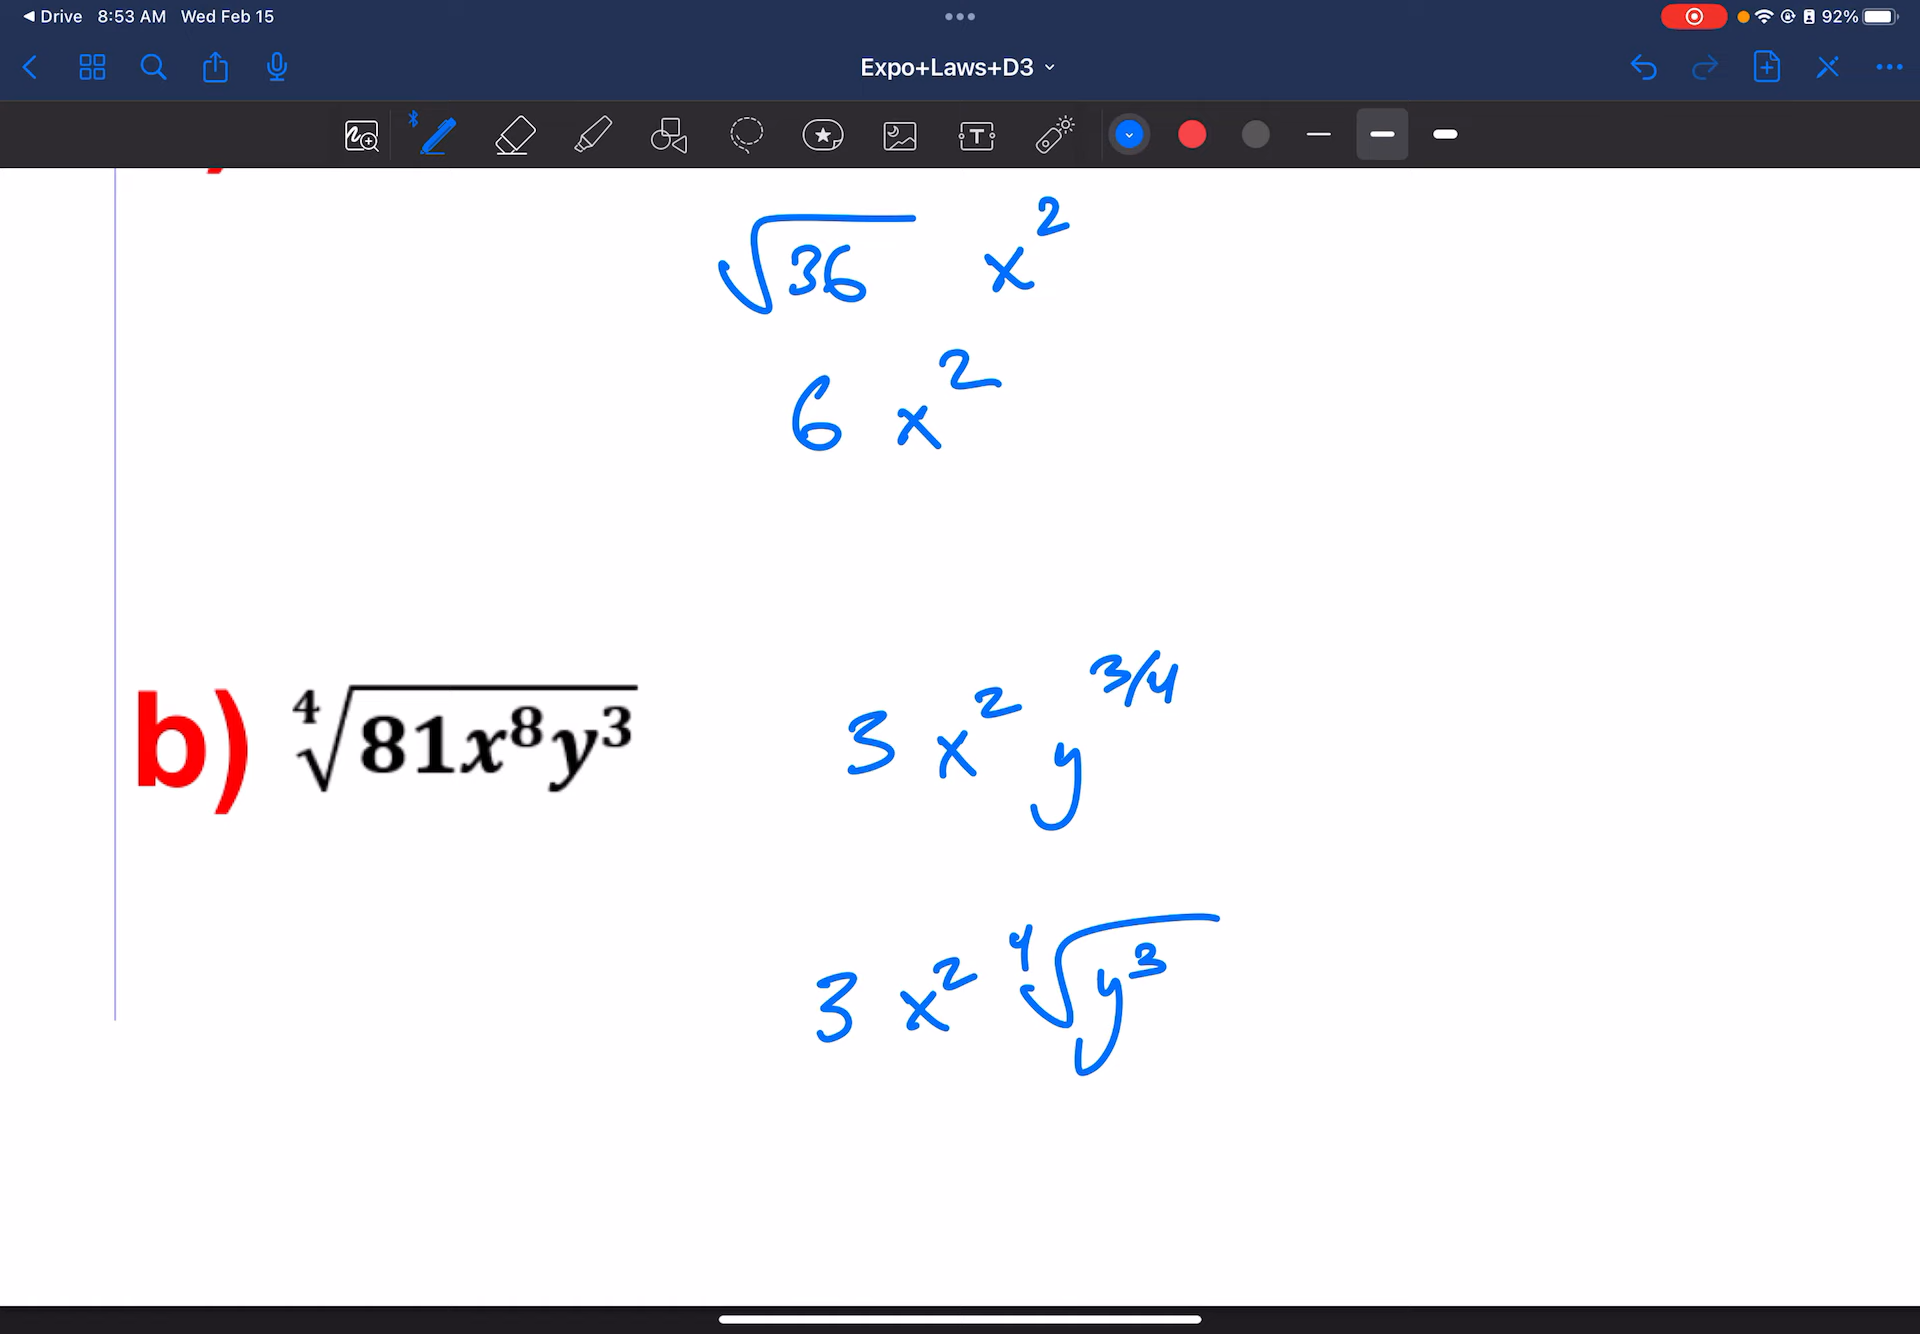 Drive 8:53 AM Wed Feb 15 92%
Expo+Laws+D3
√36 x²
6 x²
b) ⁴√81x⁸y³ 3 x² y^3/4
3 x² ⁴√y³